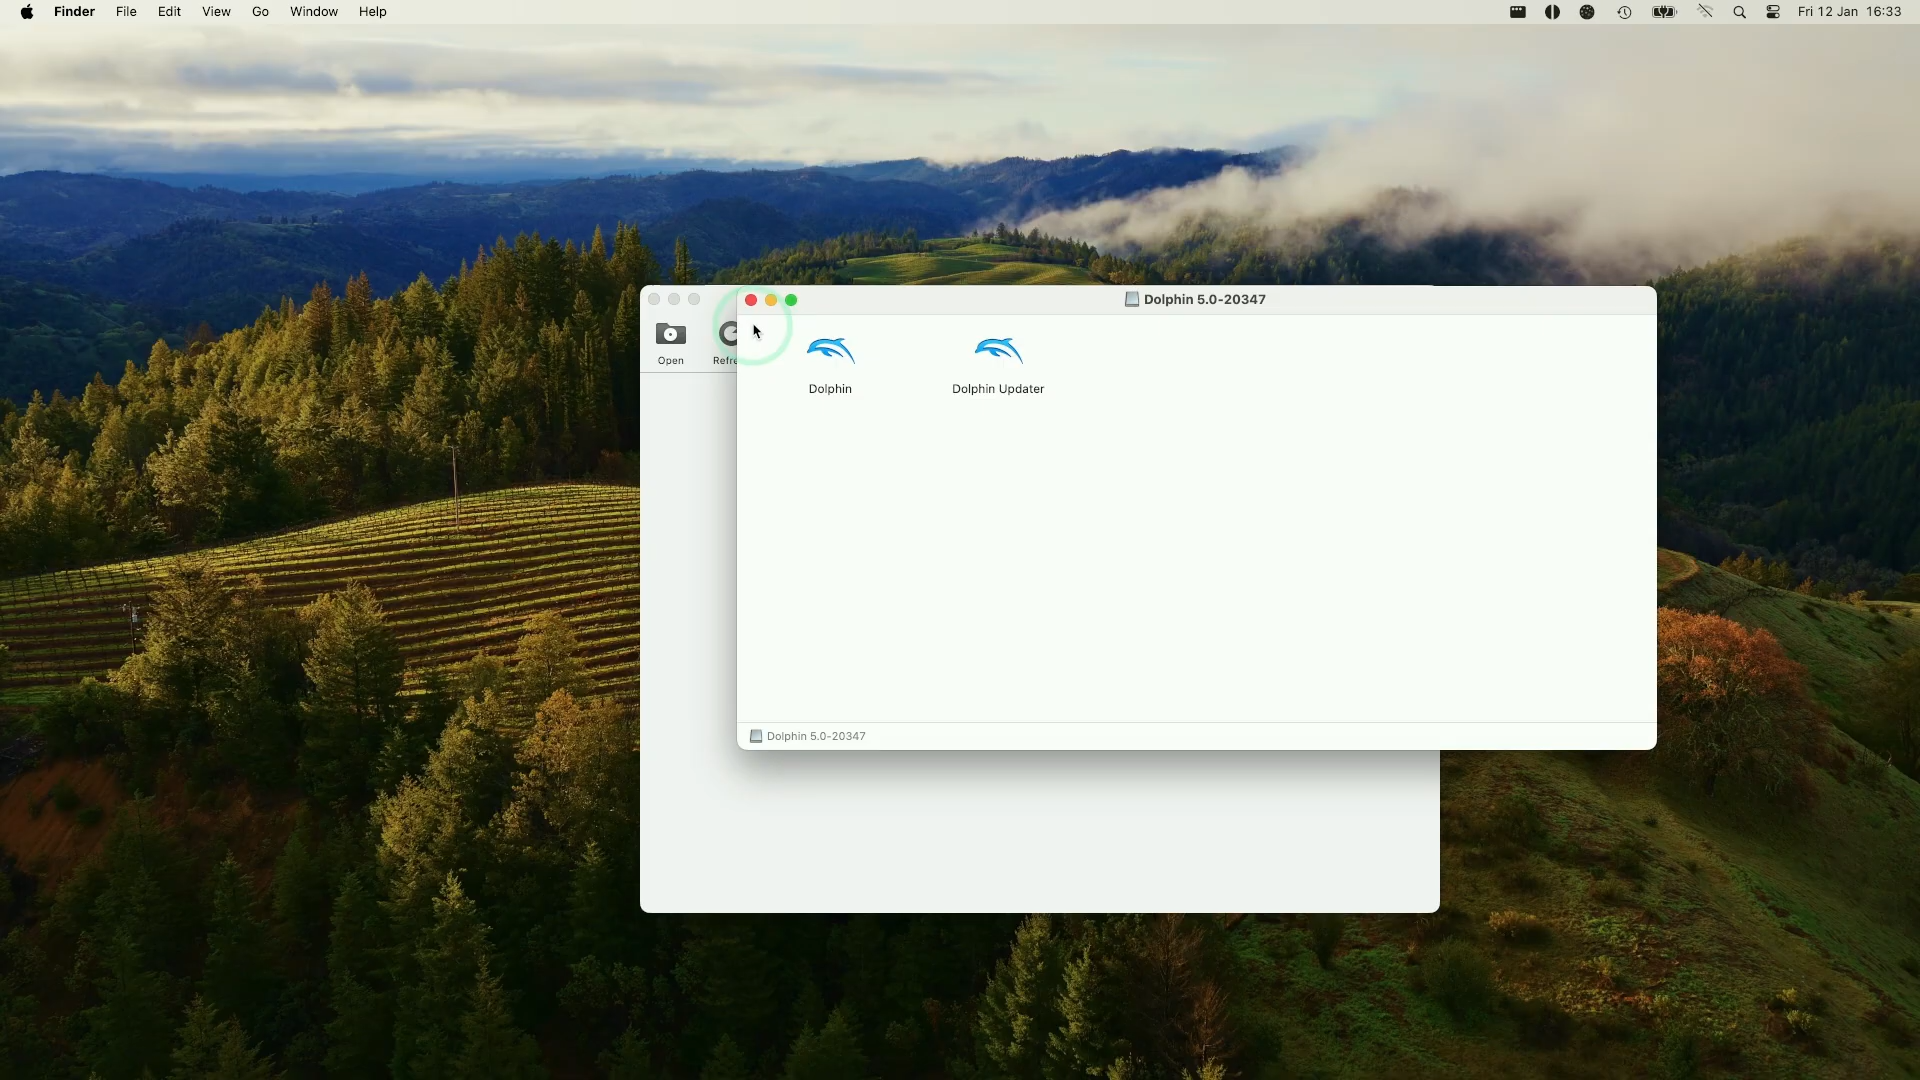 Finder File Edit View Go Window Help Fri 12 Jan 16:33
Dolphin 5.0-20347
Open Refre
Dolphin Dolphin Updater
Dolphin 5.0-20347